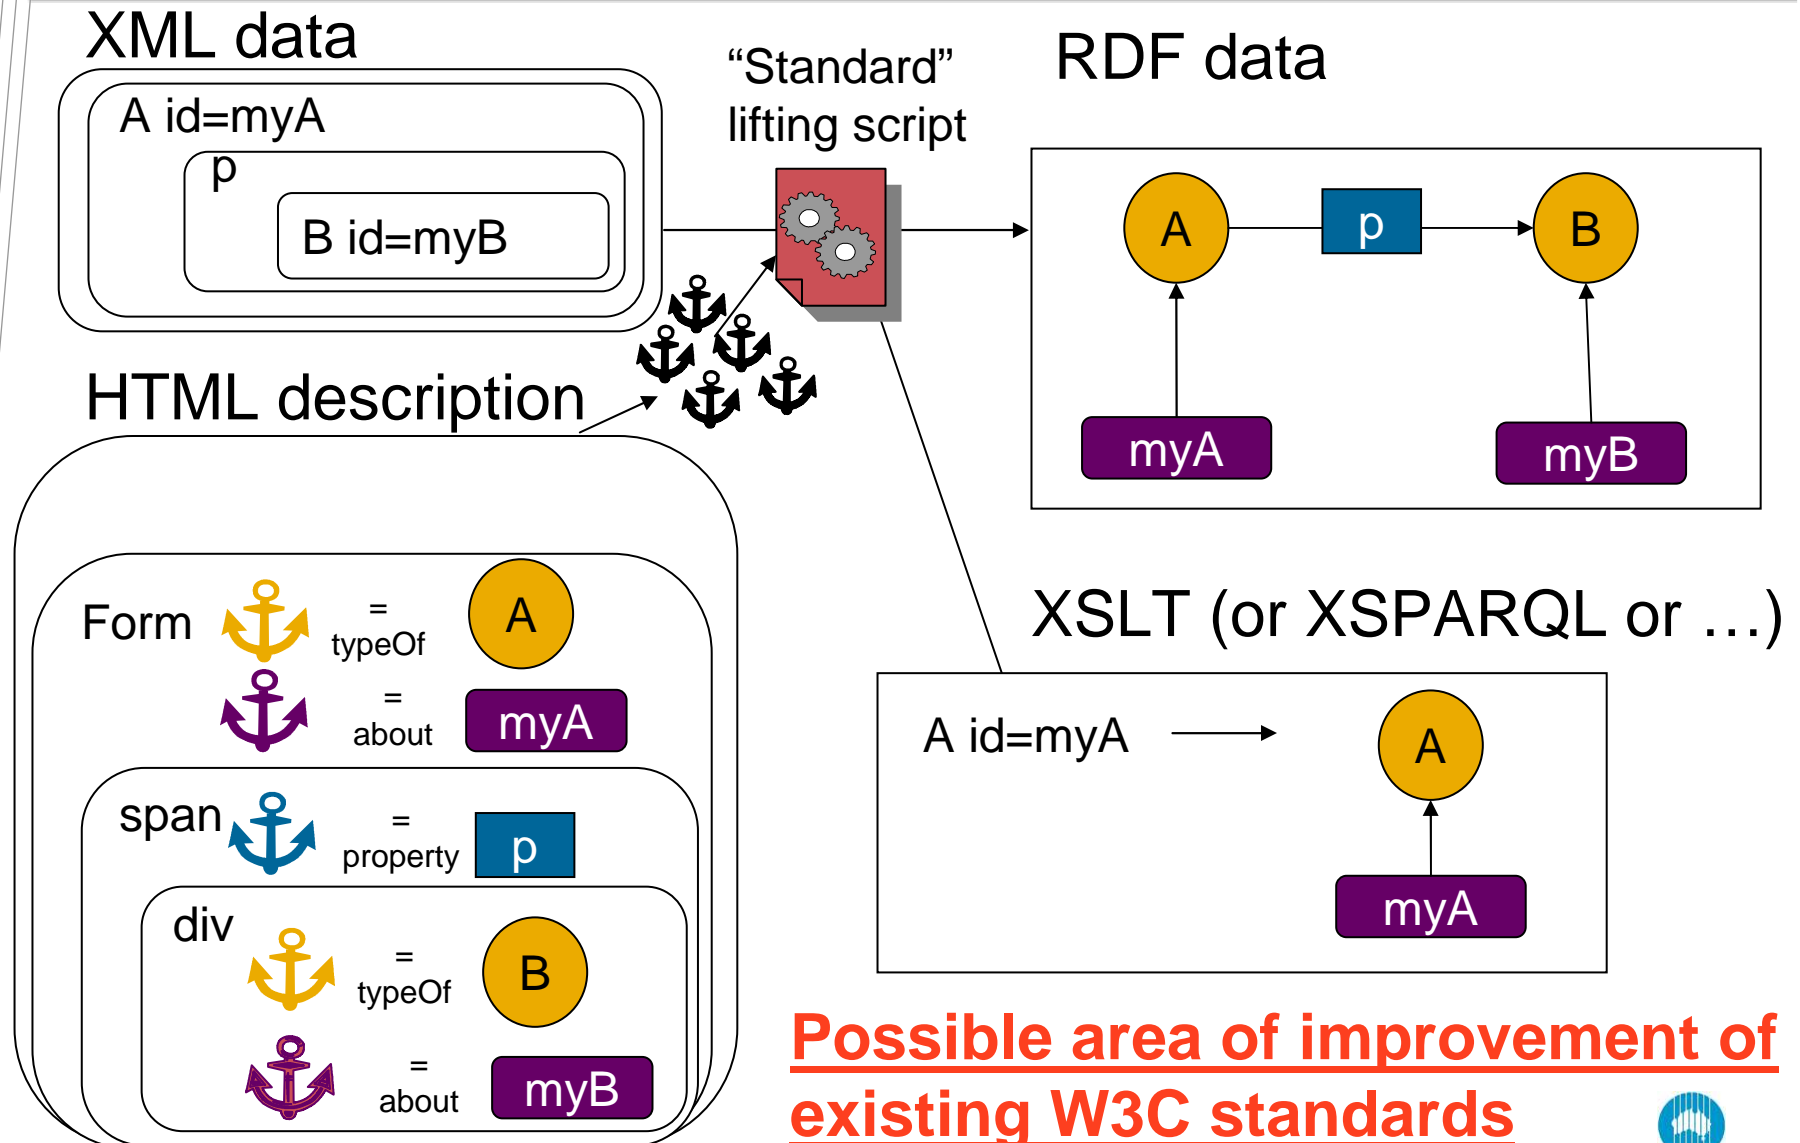 XML data
A id=myA
p
B id=myB
“Standard”
lifting script
RDF data
A
p
B
myA
myB
HTML description
Form
=
typeOf
A
=
about
myA
span
=
property
p
div
=
typeOf
B
=
about
myB
XSLT (or XSPARQL or …)
A id=myA
A
myA
Possible area of improvement of
existing W3C standards